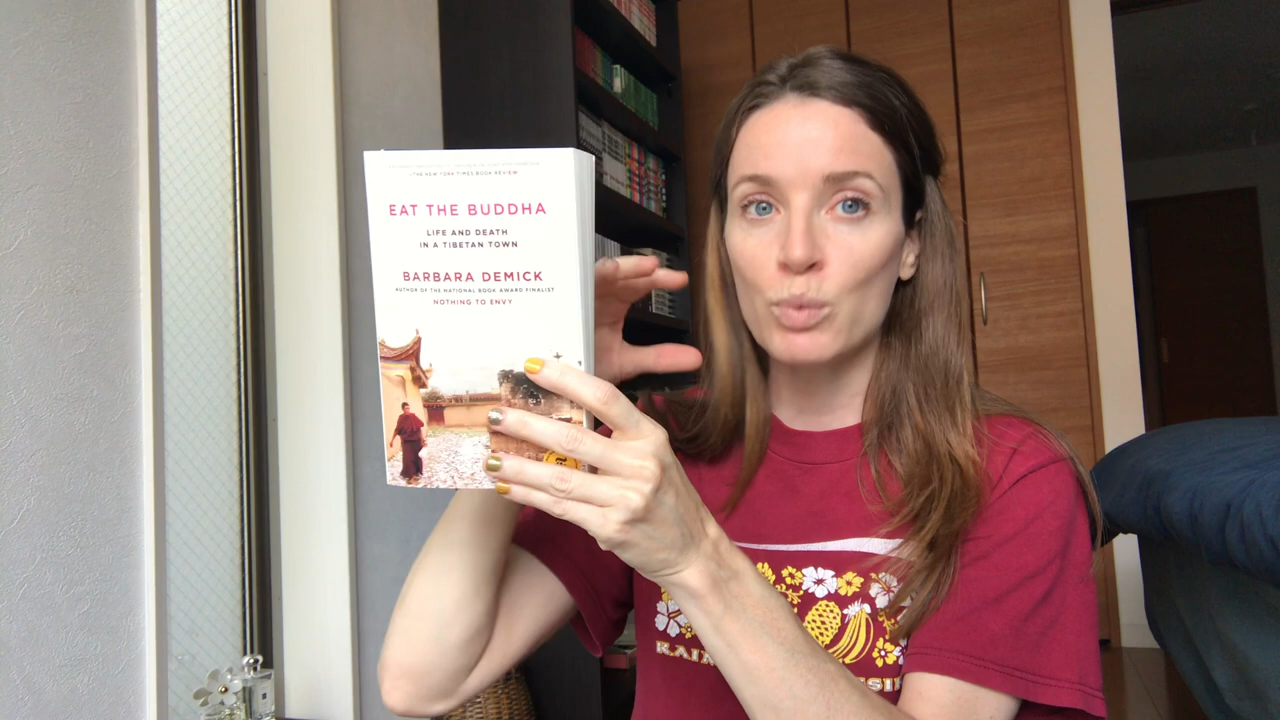 —THE NEW YORK TIMES BOOK REVIEW
EAT THE BUDDHA
LIFE AND DEATH
IN A TIBETAN TOWN
BARBARA DEMICK
AUTHOR OF THE NATIONAL BOOK AWARD FINALIST
NOTHING TO ENVY